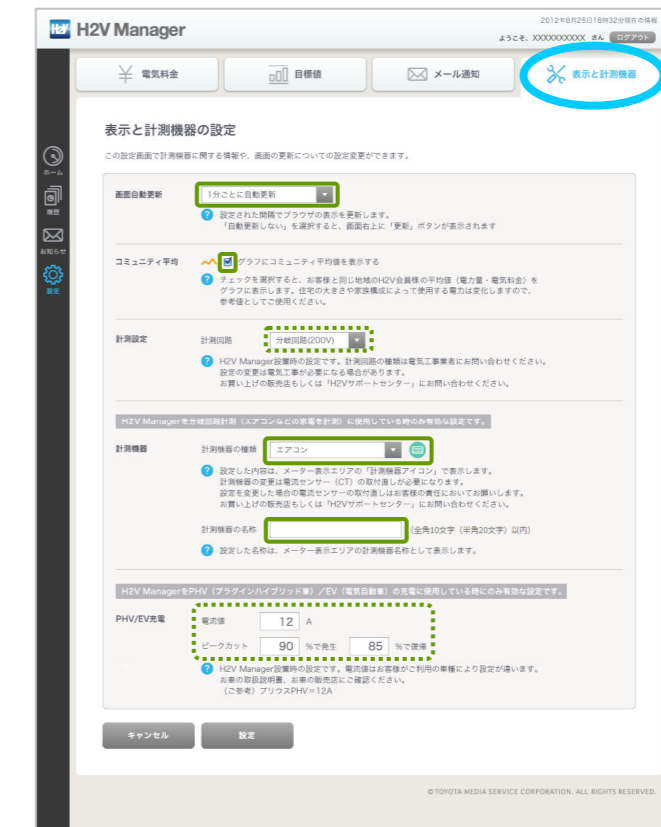 2012年8月25日18時32分現在の情報
H2V H2V Manager
ようこそ、XXXXXXXXXX さん ログアウト
電気料金 目標値 メール通知 表示と計測機器
表示と計測機器の設定
この設定画面で計測機器に関する情報や、画面の更新についての設定変更ができます。
ホーム
履歴
お知らせ
設定
画面自動更新 1分ごとに自動更新
設定された間隔でブラウザの表示を更新します。
「自動更新しない」を選択すると、画面右上に「更新」ボタンが表示されます
コミュニティ平均 グラフにコミュニティ平均値を表示する
チェックを選択すると、お客様と同じ地域のH2V会員様の平均値（電力量・電気料金）を
グラフに表示します。住宅の大きさや家族構成によって使用する電力は変化しますので、
参考値としてご使用ください。
計測設定 計測回路 分岐回路(200V)
H2V Manager設置時の設定です。計測回路の種類は電気工事業者にお問い合わせください。
設定の変更は電気工事が必要になる場合があります。
お買い上げの販売店もしくは「H2Vサポートセンター」にお問い合わせください。
H2V Managerを分岐回路計測（エアコンなどの家電を計測）に使用している時のみ有効な設定です。
計測機器 計測機器の種類 エアコン
設定した内容は、メーター表示エリアの「計測機器アイコン」で表示します。
計測機器の変更は電流センサー（CT）の取付直しが必要になります。
設定を変更した場合の電流センサーの取付直しはお客様の責任においてお願いします。
お買い上げの販売店もしくは「H2Vサポートセンター」にお問い合わせください。
計測機器の名称 （全角10文字（半角20文字）以内）
設定した名称は、メーター表示エリアの計測機器名称として表示します。
H2V ManagerをPHV（プラグインハイブリッド車）／EV（電気自動車）の充電に使用している時にのみ有効な設定です。
PHV/EV充電 電流値 12 A
ピークカット 90 %で発生 85 %で復帰
H2V Manager設置時の設定です。電流値はお客様がご利用の車種により設定が違います。
お車の取扱説明書、お車の販売店にご確認ください。
（ご参考）プリウスPHV＝12A
キャンセル 設定
©TOYOTA MEDIA SERVICE CORPORATION. ALL RIGHTS RESERVED.